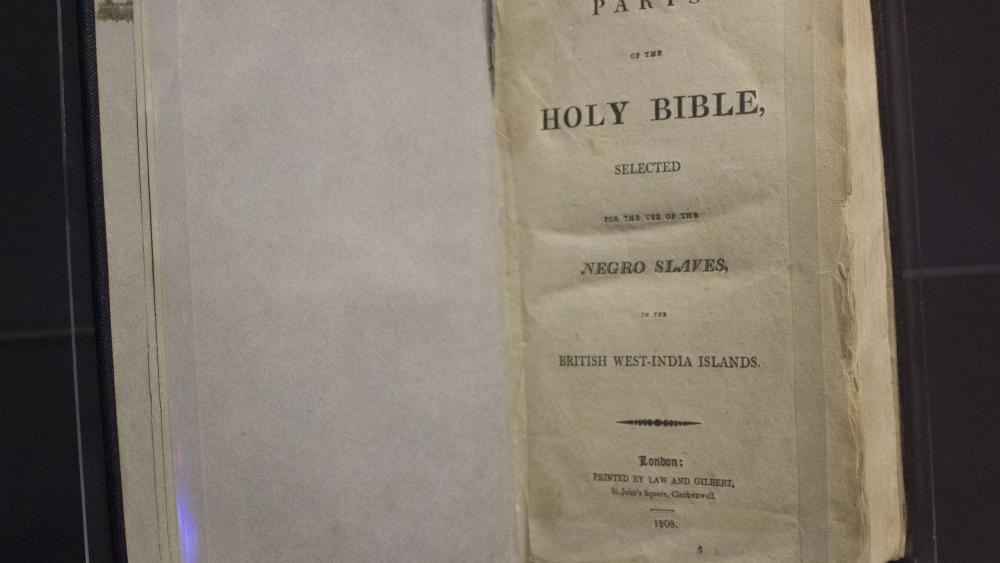 PARTS
OF THE
HOLY BIBLE,
SELECTED
FOR THE USE OF THE
NEGRO SLAVES,
IN THE
BRITISH WEST-INDIA ISLANDS.
London:
PRINTED BY LAW AND GILBERT,
St. John's Square, Clerkenwell.
1808.